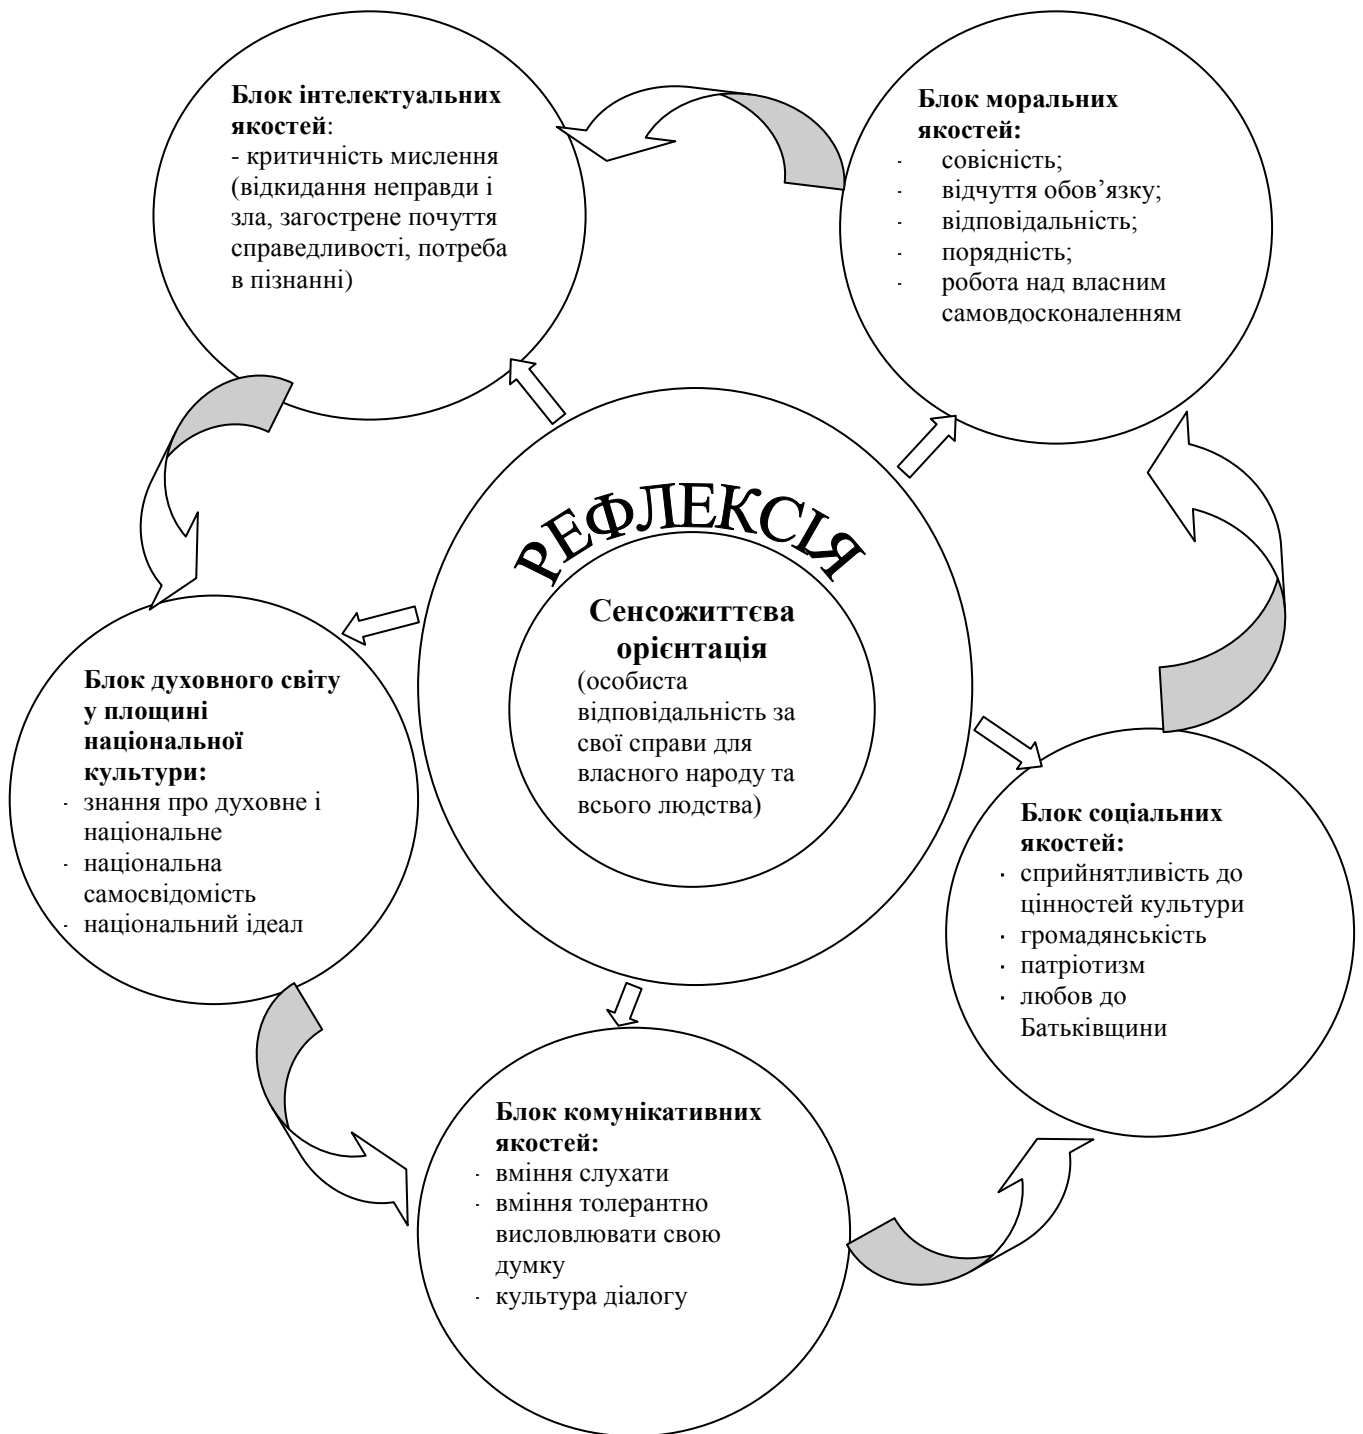 Блок інтелектуальних
якостей:
- критичність мислення
(відкидання неправди і
зла, загострене почуття
справедливості, потреба
в пізнанні)
Блок моральних
якостей:
- совісність;
- відчуття обов’язку;
- відповідальність;
- порядність;
- робота над власним
самовдосконаленням
РЕФЛЕКСІЯ
Сенсожиттєва
орієнтація
(особиста
відповідальність за
свої справи для
власного народу та
всього людства)
Блок духовного світу
у площині
національної
культури:
- знання про духовне і
національне
- національна
самосвідомість
- національний ідеал
Блок соціальних
якостей:
· сприйнятливість до
цінностей культури
· громадянськість
· патріотизм
· любов до
Батьківщини
Блок комунікативних
якостей:
- вміння слухати
- вміння толерантно
висловлювати свою
думку
- культура діалогу